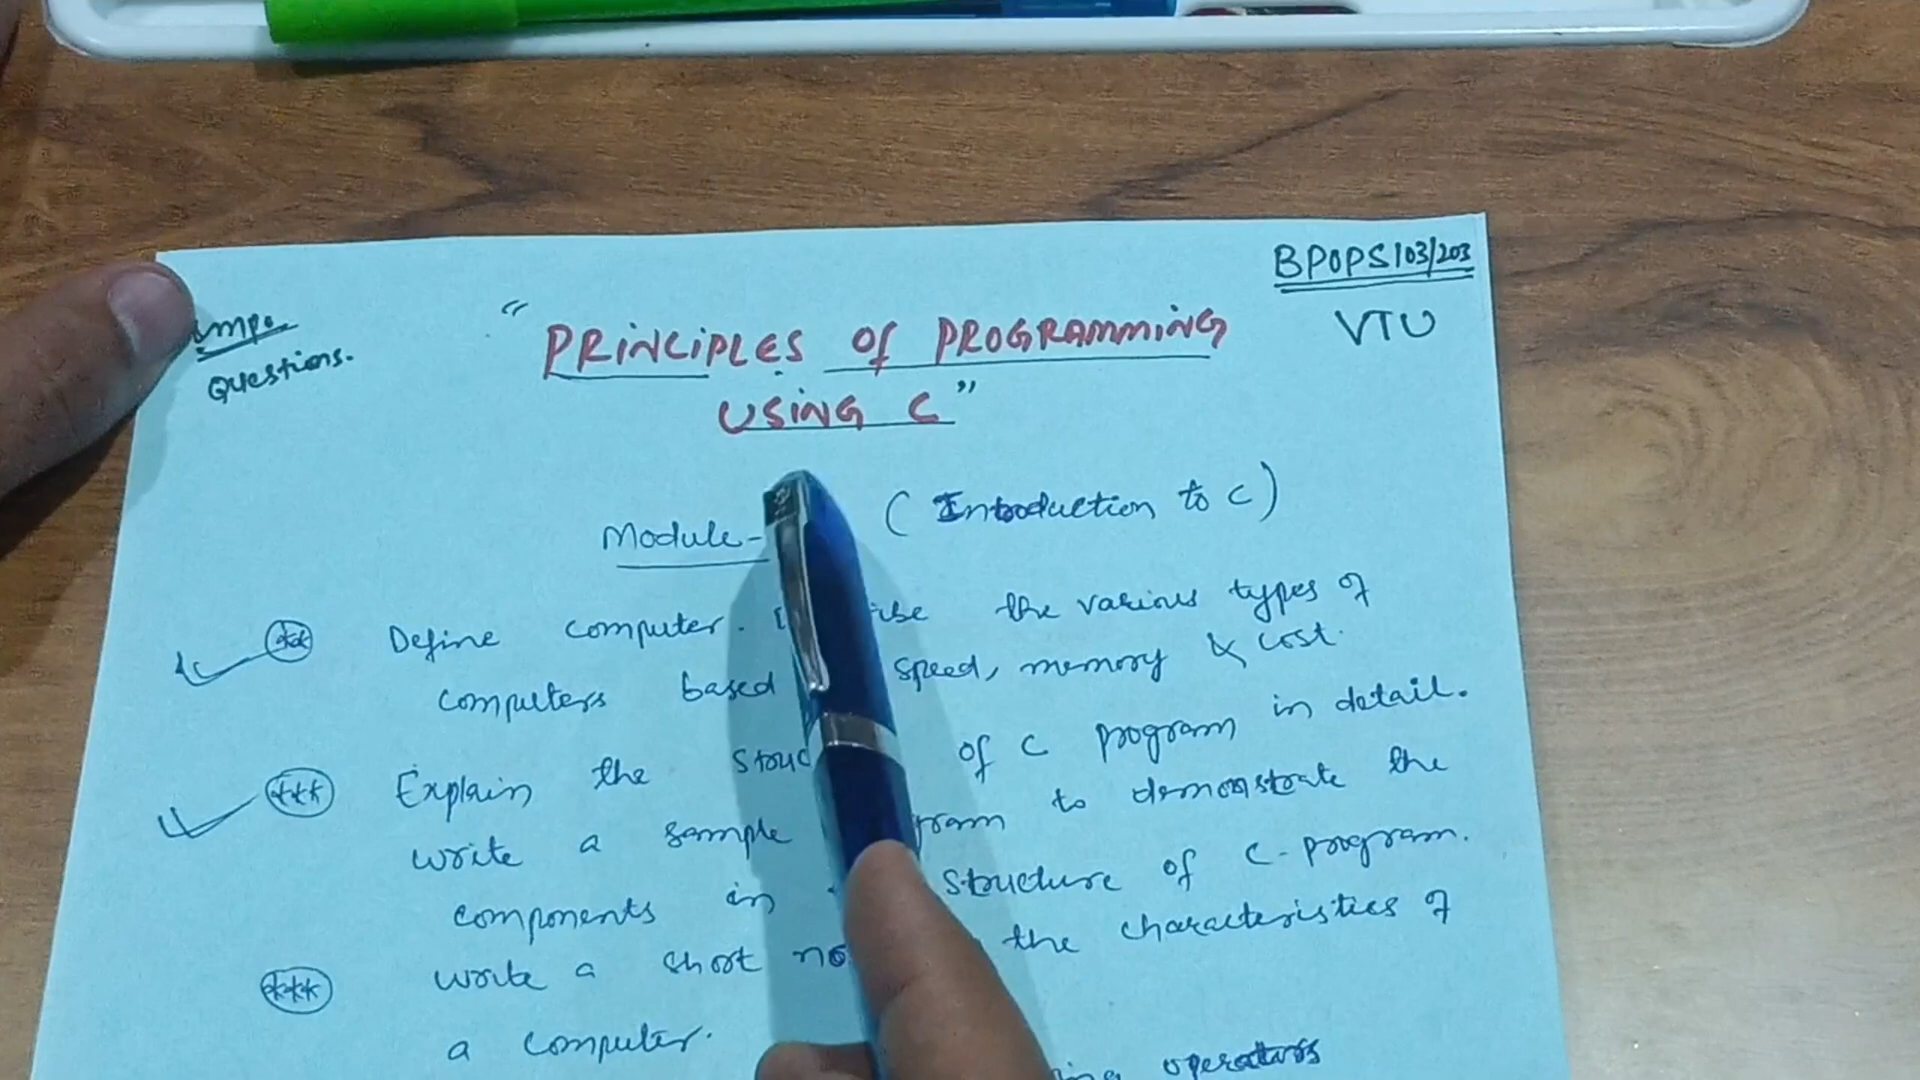 BPOPS103/203
VTU
Imp.
Questions.
"PRINCIPLES OF PROGRAMMING
USING C"
Module- (Introduction to C)
** Define computer. the various types of
computers based speed, memory & cost.
*** Explain the of C program in detail.
write a sample to demonstrate the
components in structure of C-program.
*** write a short the characteristics of
a computer.
operators